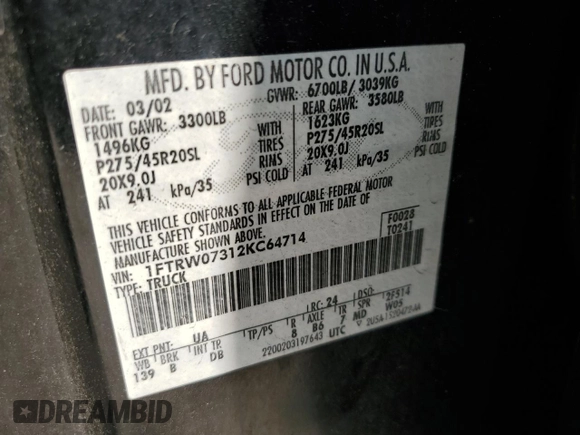 MFD. BY FORD MOTOR CO. IN U.S.A.
DATE: 03/02 GVWR: 6700LB/ 3039KG
FRONT GAWR: 3300LB REAR GAWR: 3580LB
1496KG WITH 1623KG WITH
P275/45R20SL TIRES P275/45R20SL TIRES
20X9.0J RIMS 20X9.0J RIMS
AT 241 kPa/35 PSI COLD AT 241 kPa/35 PSI COLD
THIS VEHICLE CONFORMS TO ALL APPLICABLE FEDERAL MOTOR
VEHICLE SAFETY STANDARDS IN EFFECT ON THE DATE OF
MANUFACTURE SHOWN ABOVE.
F0028
T0241
VIN: 1FTRW07312KC64714
TYPE: TRUCK
EXT PNT: UA LRC: 24 DSO: 2F514
WB BRK INT TR TP/PS R AXLE TR SPR W05
139 B DB 8 B6 7 MD
2200203197643 UTC
DREAMBID